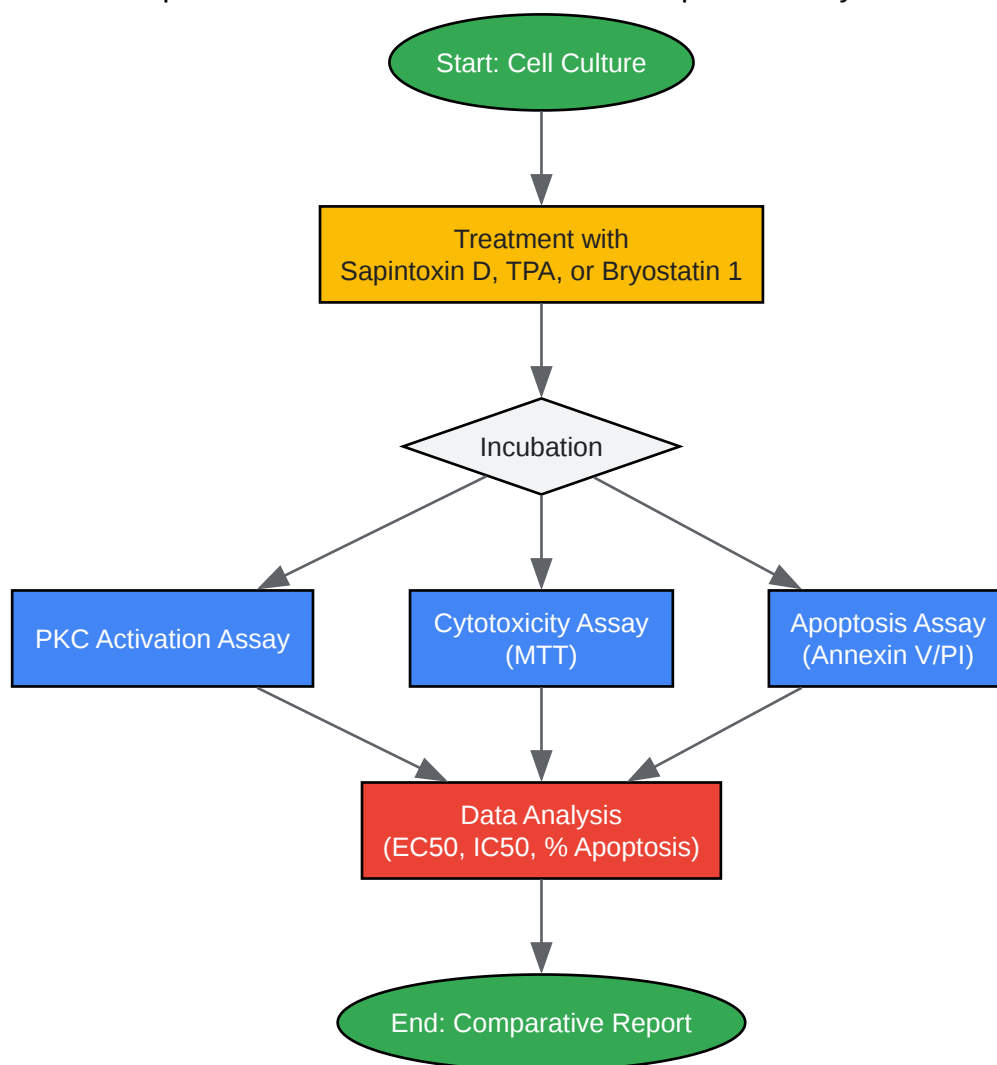 Start: Cell Culture
Treatment with
Sapintoxin D, TPA, or Bryostatin 1
Incubation
PKC Activation Assay
Cytotoxicity Assay
(MTT)
Apoptosis Assay
(Annexin V/PI)
Data Analysis
(EC50, IC50, % Apoptosis)
End: Comparative Report